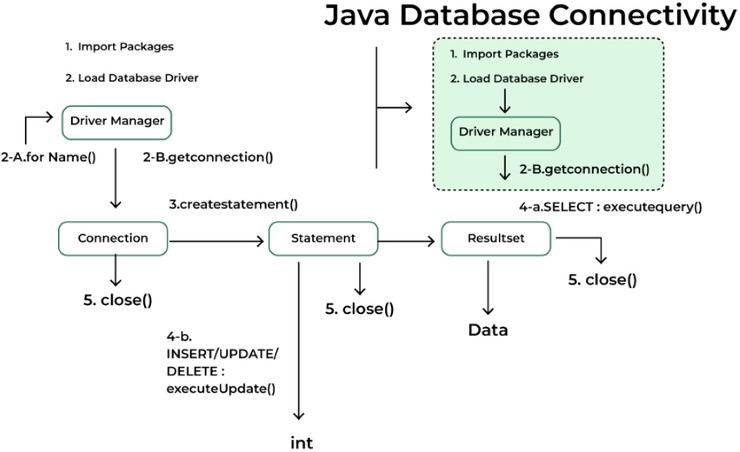 Java Database Connectivity
1. Import Packages
2. Load Database Driver
Driver Manager
2-A.for Name()
2-B.getconnection()
1. Import Packages
2. Load Database Driver
Driver Manager
2-B.getconnection()
3.createstatement()
4-a.SELECT : executequery()
Connection
Statement
Resultset
5. close()
5. close()
5. close()
Data
4-b.
INSERT/UPDATE/
DELETE :
executeUpdate()
int